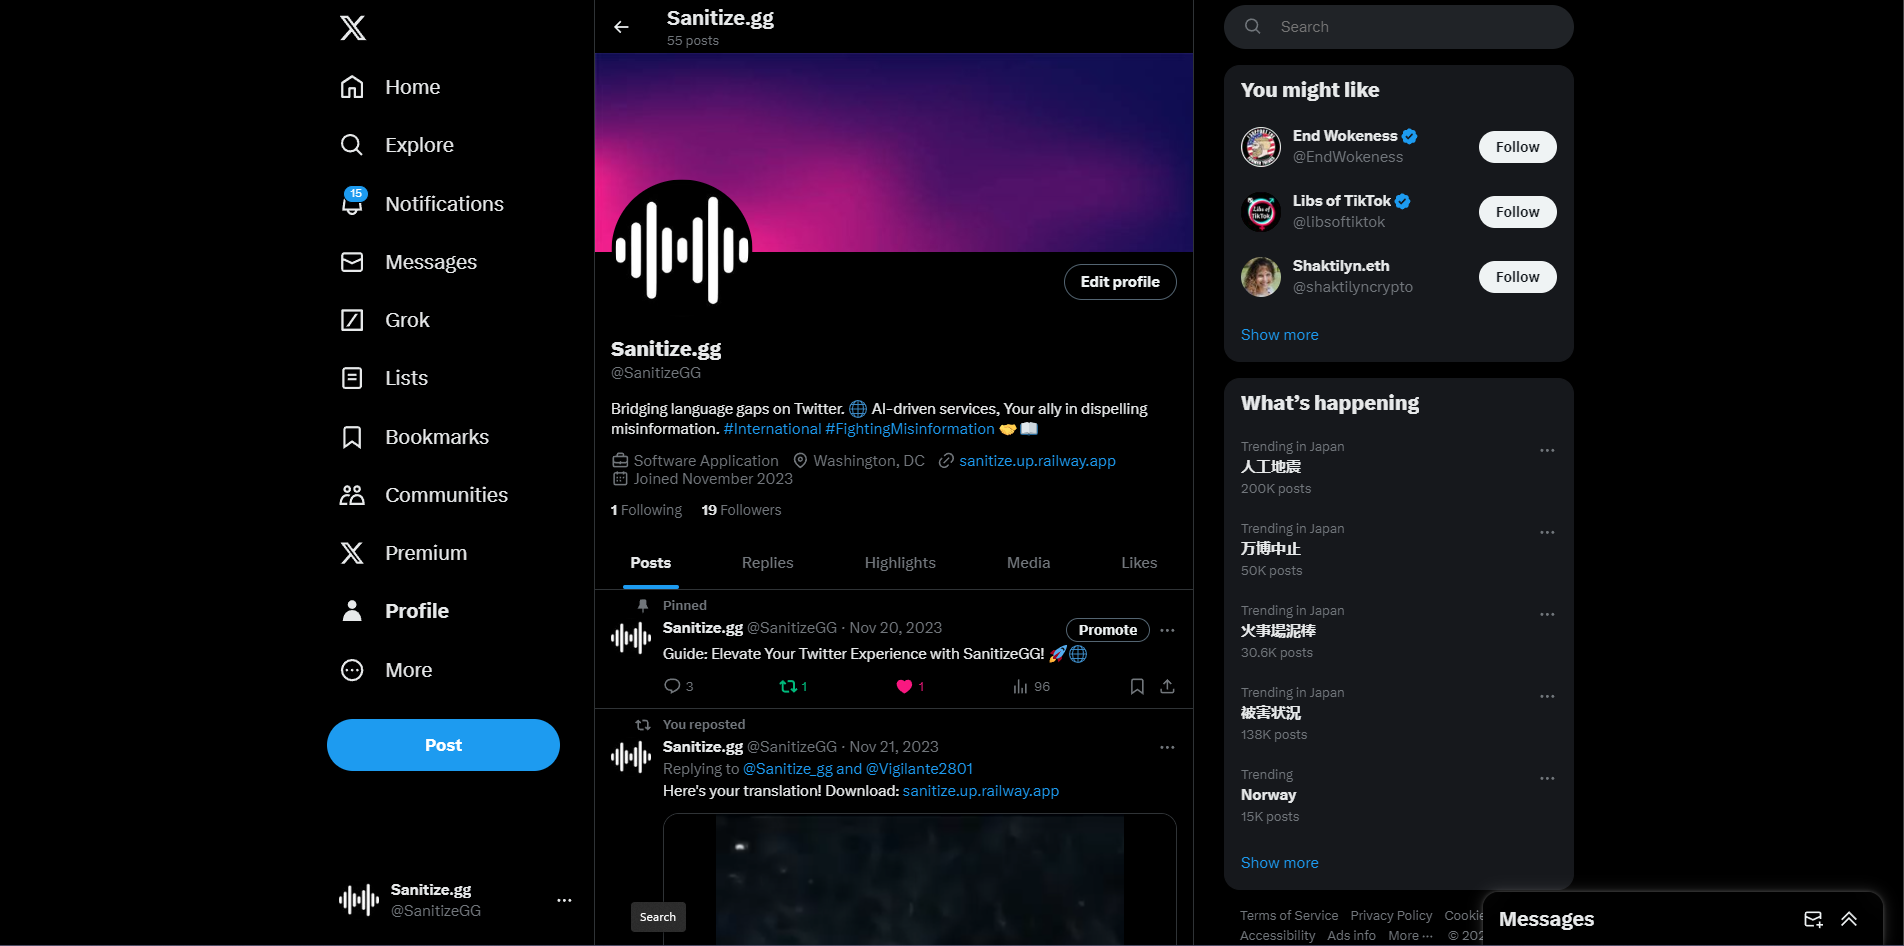 Home
Explore
15
Notifications
Messages
Grok
Lists
Bookmarks
Communities
Premium
Profile
More
Post
Sanitize.gg
@SanitizeGG
Sanitize.gg
55 posts
Edit profile
Sanitize.gg
@SanitizeGG
Bridging language gaps on Twitter. 🌐 AI-driven services, Your ally in dispelling
misinformation. #International #FightingMisinformation 🤝📖
Software Application Washington, DC sanitize.up.railway.app
Joined November 2023
1 Following 19 Followers
Posts Replies Highlights Media Likes
Pinned
Sanitize.gg @SanitizeGG · Nov 20, 2023 Promote
Guide: Elevate Your Twitter Experience with SanitizeGG! 🚀🌐
3 1 1 96
You reposted
Sanitize.gg @SanitizeGG · Nov 21, 2023
Replying to @Sanitize_gg and @Vigilante2801
Here's your translation! Download: sanitize.up.railway.app
Search
Search
You might like
End Wokeness
@EndWokeness
Follow
Libs of TikTok
@libsoftiktok
Follow
Shaktilyn.eth
@shaktilyncrypto
Follow
Show more
What's happening
Trending in Japan
人工地震
200K posts
Trending in Japan
万博中止
50K posts
Trending in Japan
火事場泥棒
30.6K posts
Trending in Japan
被害状況
138K posts
Trending
Norway
15K posts
Show more
Terms of Service Privacy Policy
Accessibility Ads info More ···
Messages